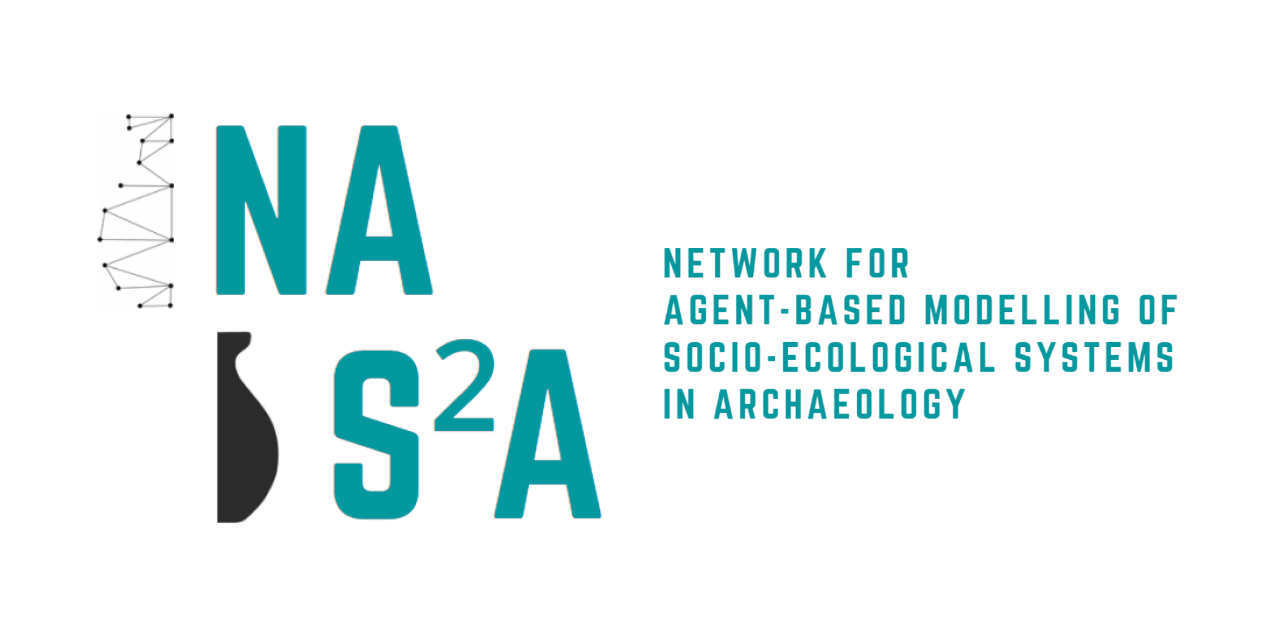 NA
S²A
NETWORK FOR
AGENT-BASED MODELLING OF
SOCIO-ECOLOGICAL SYSTEMS
IN ARCHAEOLOGY